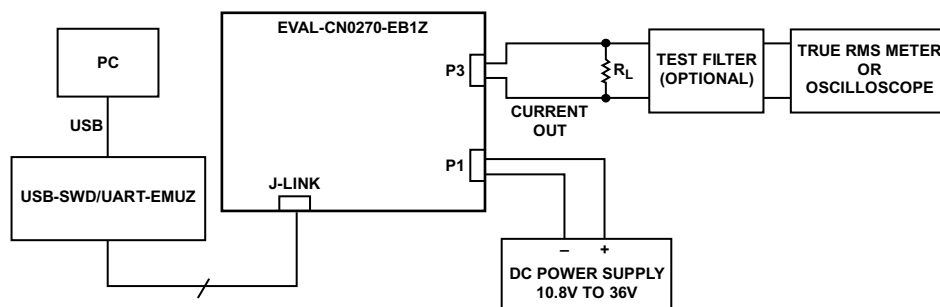 EVAL-CN0270-EB1Z
PC
USB
USB-SWD/UART-EMUZ
J-LINK
P3
P1
CURRENT
OUT
RL
TEST FILTER
(OPTIONAL)
TRUE RMS METER
OR
OSCILLOSCOPE
– +
DC POWER SUPPLY
10.8V TO 36V